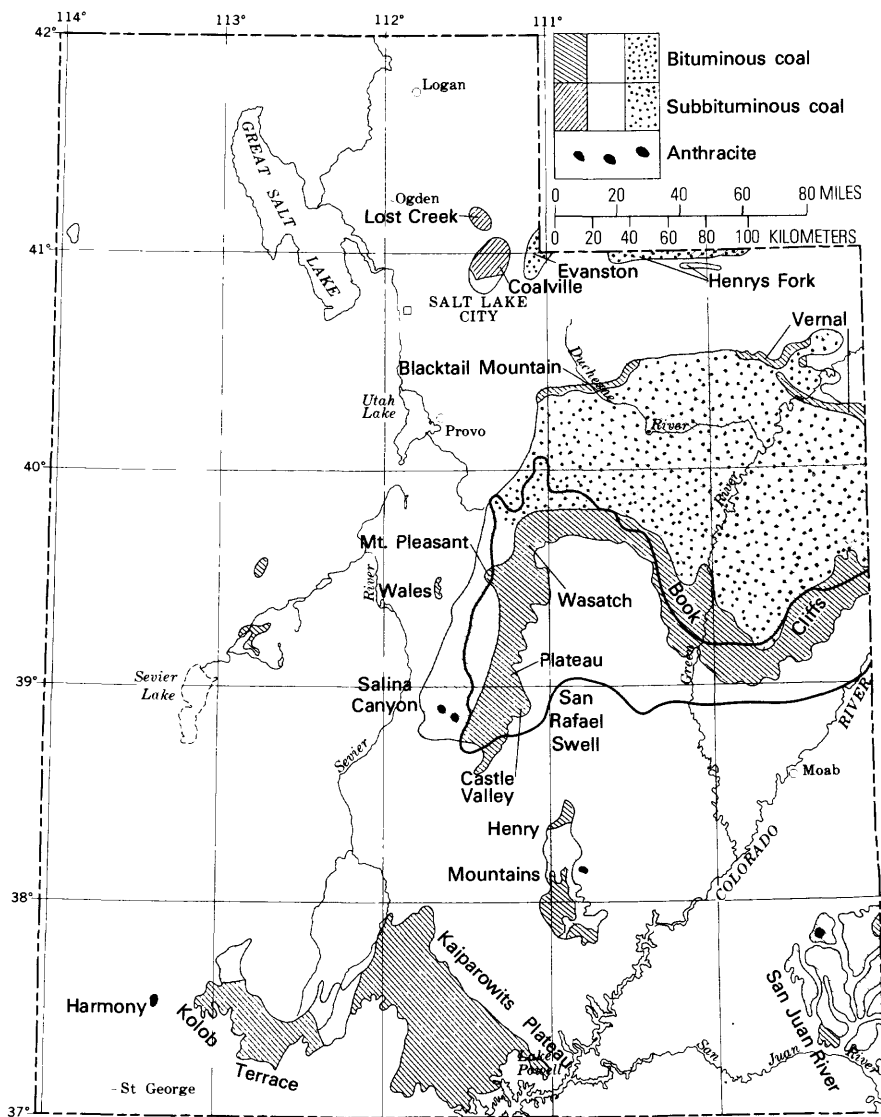 114°
113°
112°
111°
42°
Logan
Bituminous coal
Subbituminous coal
Anthracite
GREAT SALT LAKE
Ogden
Lost Creek
0 20 40 60 80 MILES
0 20 40 60 80 100 KILOMETERS
41°
Evanston
Coalville
Henrys Fork
SALT LAKE
CITY
Vernal
Blacktail Mountain
Duchesne River
Utah
Lake
Provo
River
40°
Mt. Pleasant
River
Wales
Wasatch
Book Cliffs
Plateau
Green
39°
Sevier
Lake
Salina
Canyon
San
Rafael
Swell
RIVER
Sevier
Castle
Valley
Moab
Henry
Mountains
COLORADO
38°
Kaiparowits Plateau
San Juan River
Harmony
Kolob
Terrace
Lake
Powell
San Juan River
St George
37°